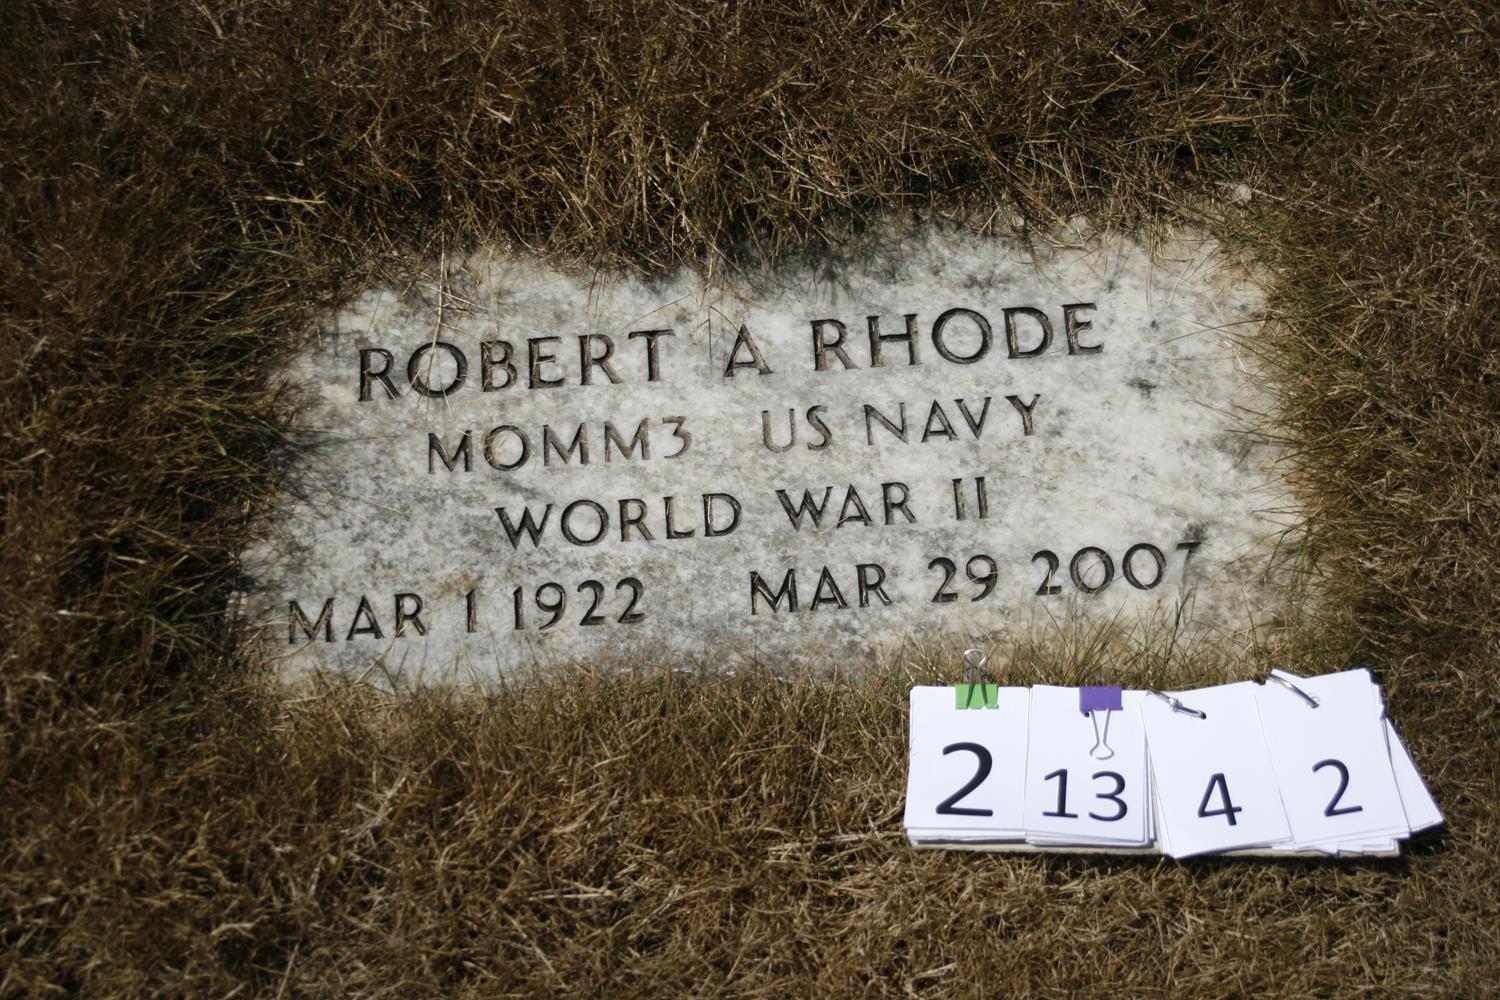 ROBERT A RHODE
MOMM3 US NAVY
WORLD WAR II
MAR 1 1922 MAR 29 2007
2 13 4 2